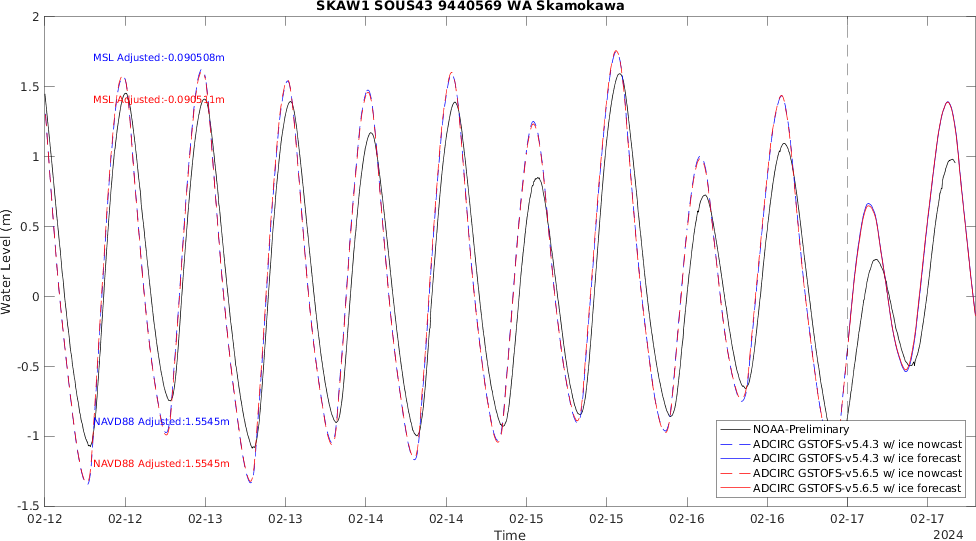 SKAW1 SOUS43 9440569 WA Skamokawa
2
1.5
1
0.5
0
-0.5
-1
-1.5
Water Level (m)
MSL Adjusted:-0.090508m
MSL Adjusted:-0.090511m
NAVD88 Adjusted:1.5545m
NAVD88 Adjusted:1.5545m
NOAA-Preliminary
ADCIRC GSTOFS-v5.4.3 w/ ice nowcast
ADCIRC GSTOFS-v5.4.3 w/ ice forecast
ADCIRC GSTOFS-v5.6.5 w/ ice nowcast
ADCIRC GSTOFS-v5.6.5 w/ ice forecast
02-12 02-12 02-13 02-13 02-14 02-14 02-15 02-15 02-16 02-16 02-17 02-17
Time
2024